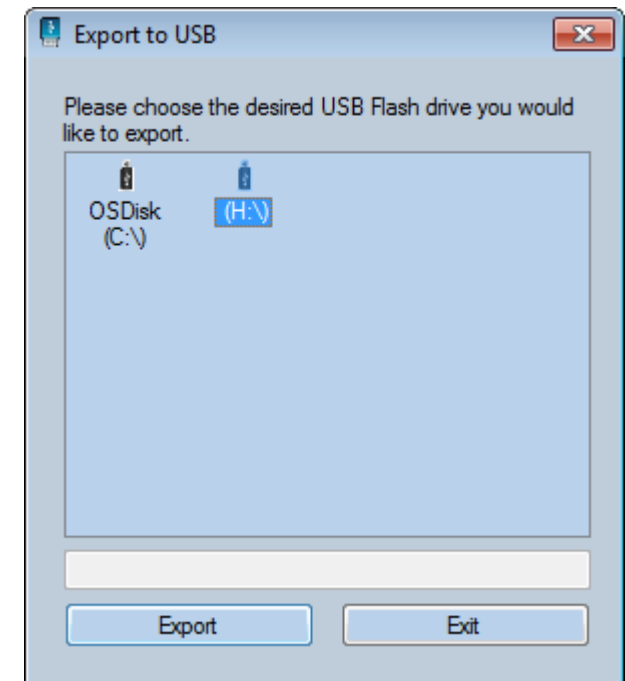 Export to USB
Please choose the desired USB Flash drive you would
like to export.
OSDisk
(C:\)
(H:\)
Export
Exit